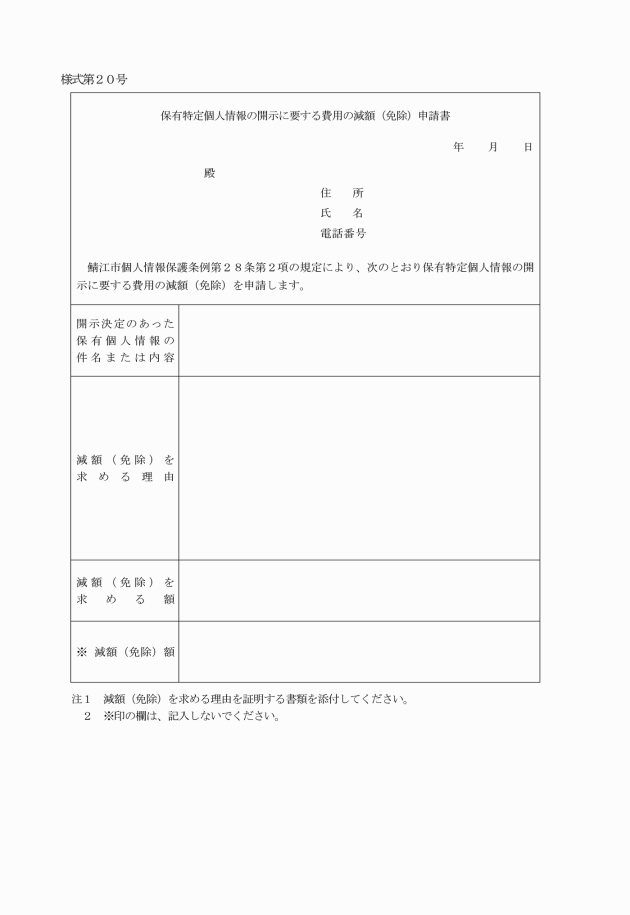 様式第２０号
保有特定個人情報の開示に要する費用の減額（免除）申請書
年　　月　　日
殿
住　　所
氏　　名
電話番号
鯖江市個人情報保護条例第２８条第２項の規定により、次のとおり保有特定個人情報の開
示に要する費用の減額（免除）を申請します。
開示決定のあった
保有個人情報の
件名または内容
減額（免除）を
求める理由
減額（免除）を
求める額
※ 減額（免除）額
注１　減額（免除）を求める理由を証明する書類を添付してください。
２　※印の欄は、記入しないでください。